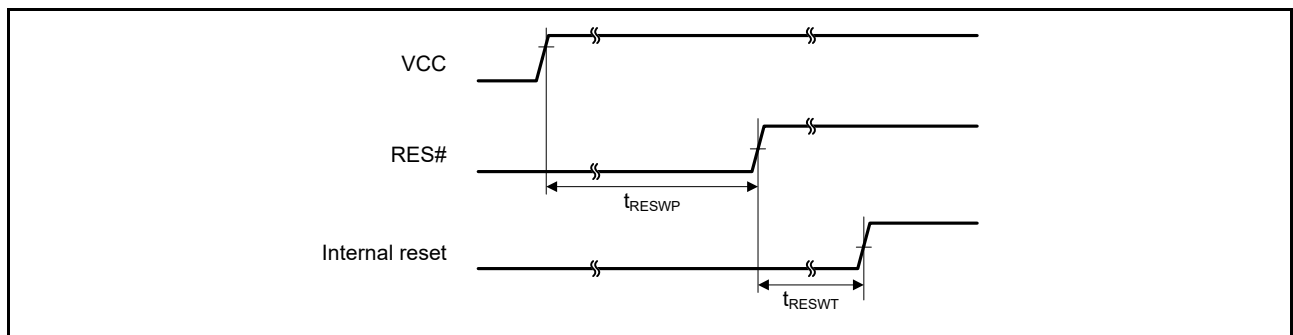 VCC
RES#
tRESWP
Internal reset
tRESWT